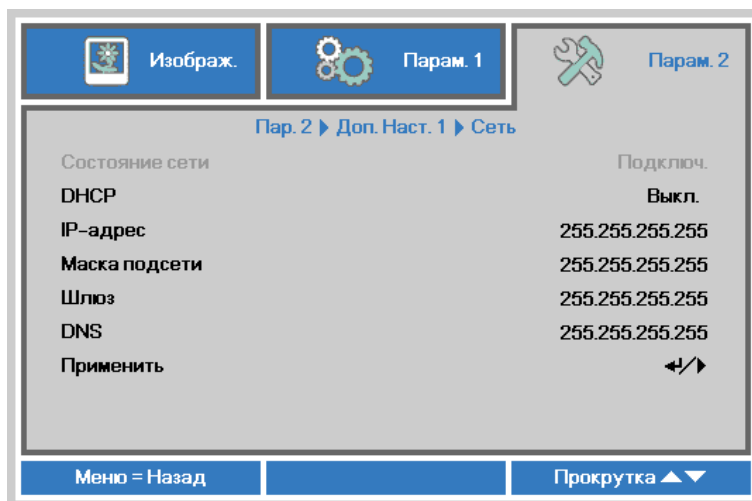 Изображ. Парам. 1 Парам. 2
Пар. 2 ▶ Доп. Наст. 1 ▶ Сеть
Состояние сети Подключ.
DHCP Выкл.
IP-адрес 255.255.255.255
Маска подсети 255.255.255.255
Шлюз 255.255.255.255
DNS 255.255.255.255
Применить ↵/▶
Меню = Назад Прокрутка ▲▼